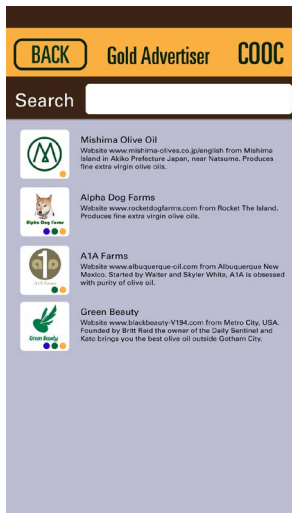 BACK
Gold Advertiser
COOC
Search
Mishima Olive Oil
Website www.mishima-olives.co.jp/english from Mishima
Island in Akiko Prefecture Japan, near Natsume. Produces
fine extra virgin olive oils.
Alpha Dog Farms
Alpha Dog Farms
Website www.rocketdogfarms.com from Rocket The Island.
Produces fine extra virgin olive oils.
A1A Farms
A1A Farms
Website www.albuquerque-oil.com from Albuquerque New
Mexico. Started by Walter and Skyler White, A1A is obsessed
with purity of olive oil.
Green Beauty
Green Beauty
Website www.blackbeauty-V194.com from Metro City, USA.
Founded by Britt Reid the owner of the Daily Sentinel and
Kato brings you the best olive oil outside Gotham City.